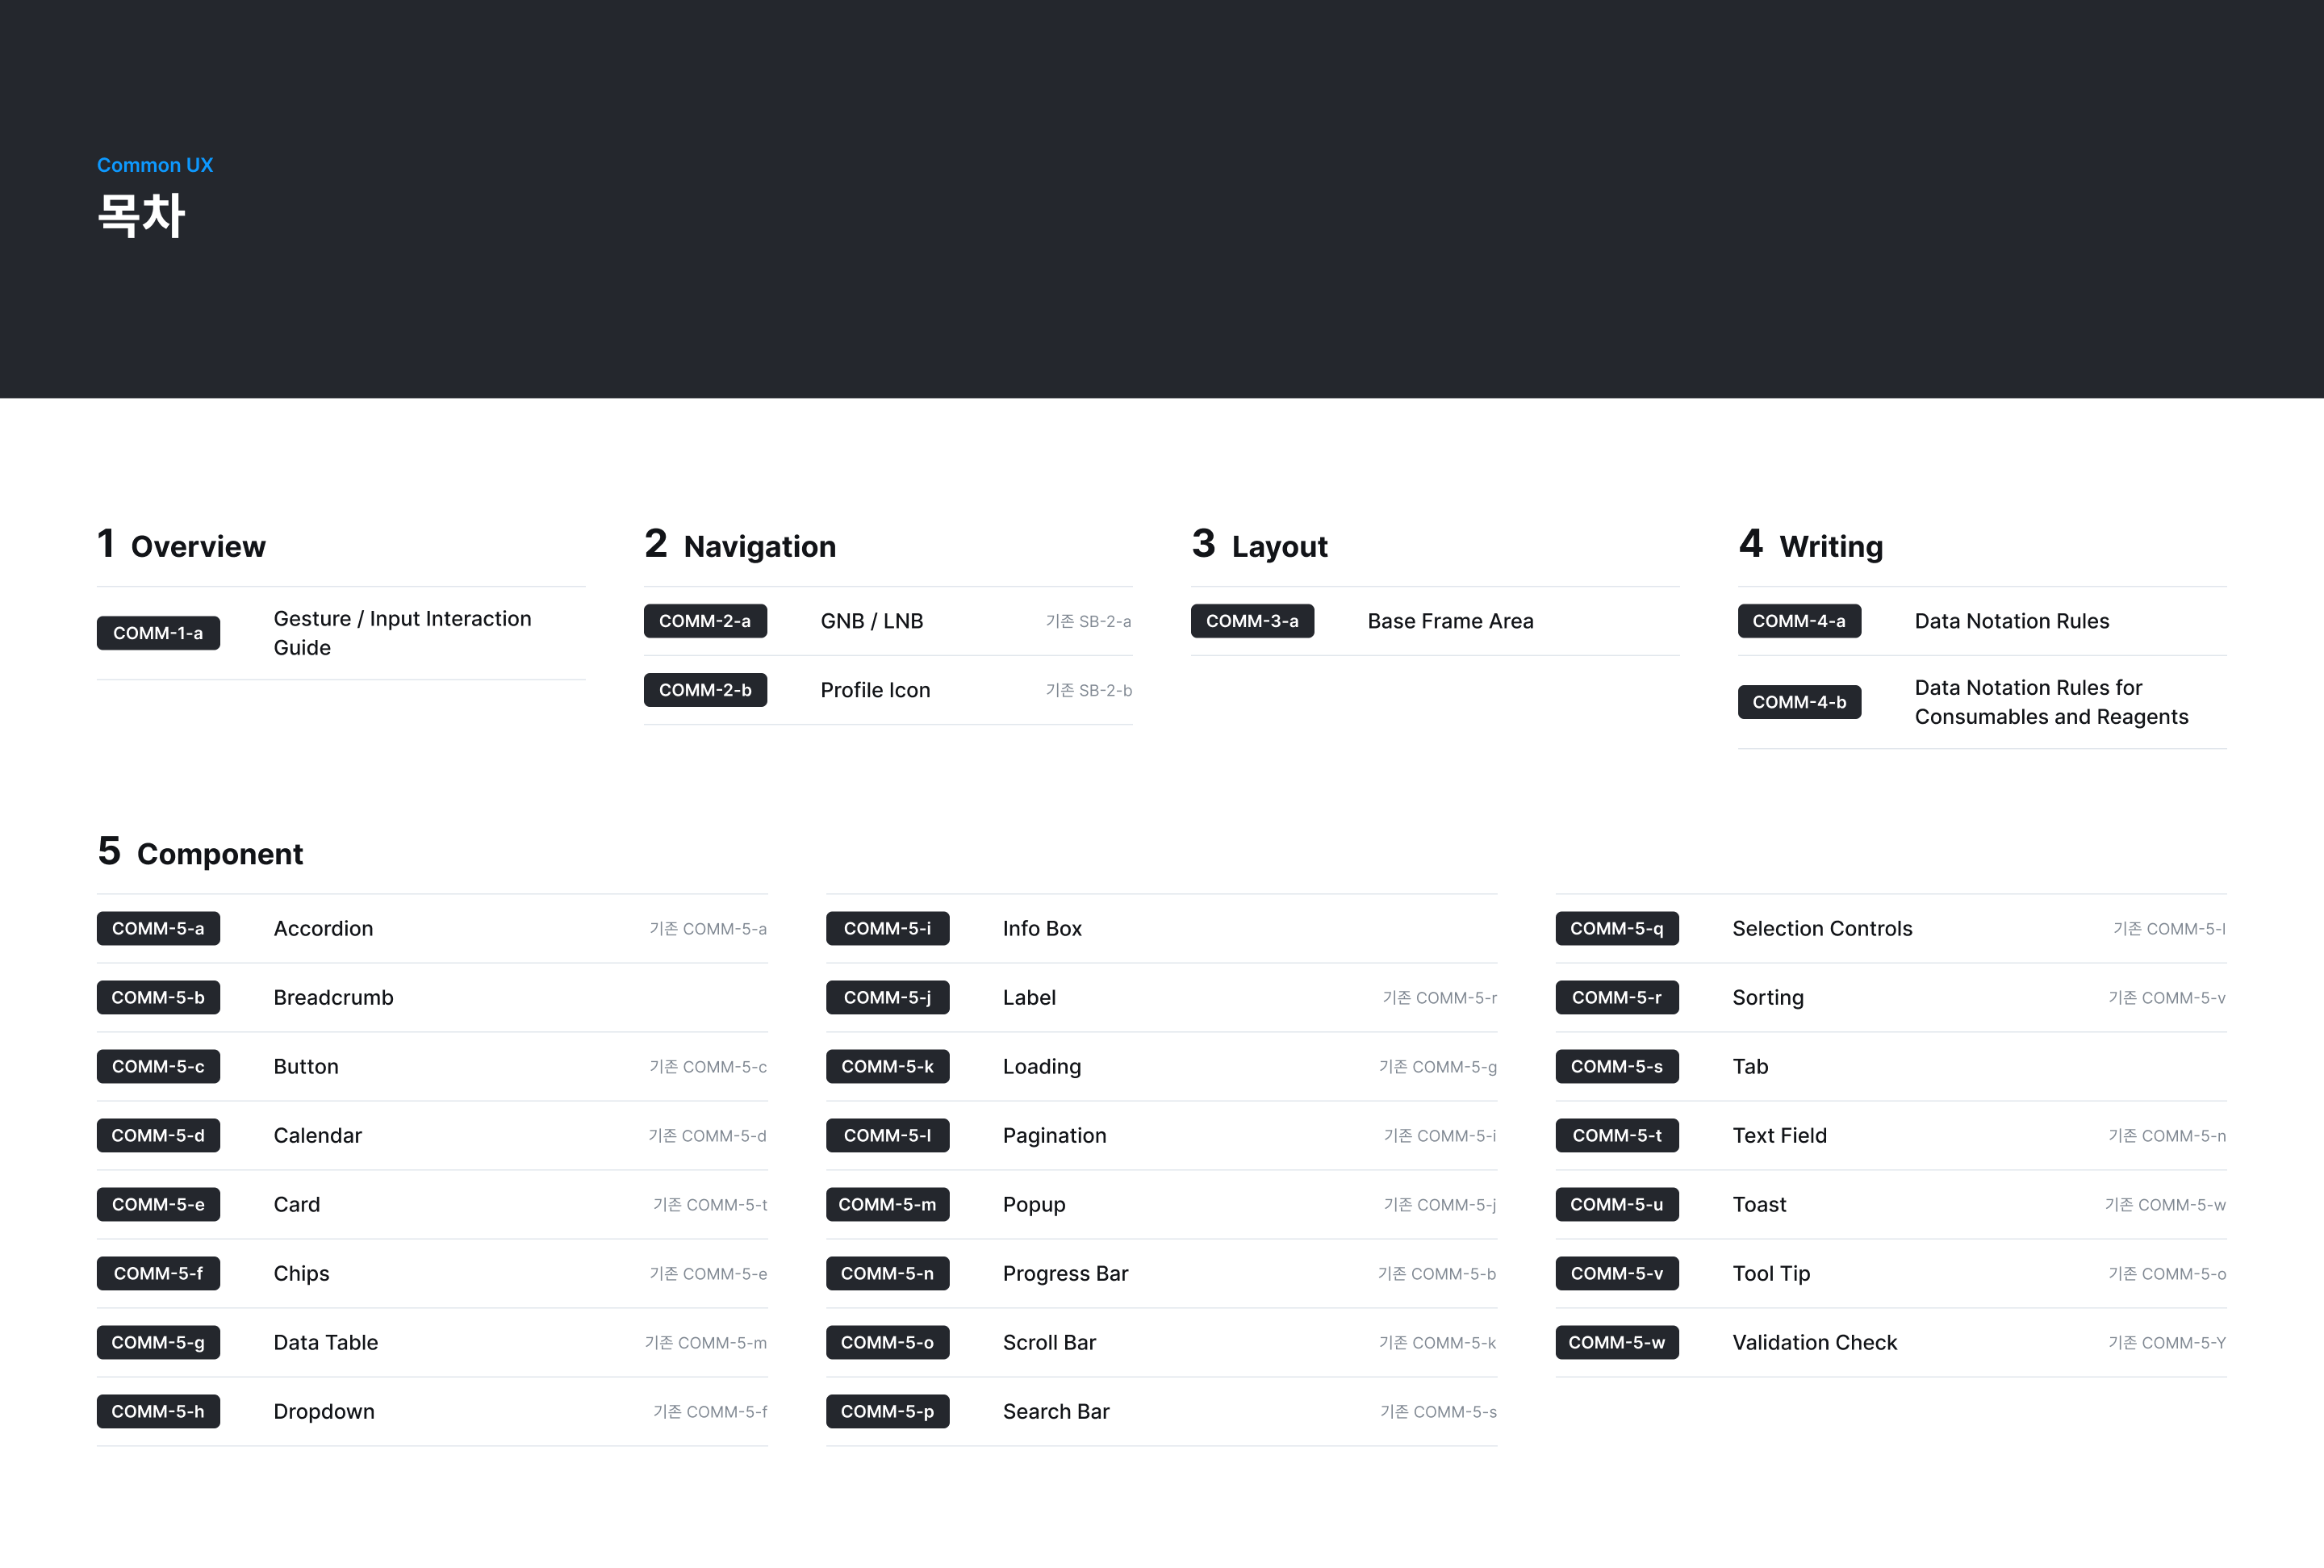 Common UX
목차
1 Overview
COMM-1-a Gesture / Input Interaction
Guide
2 Navigation
COMM-2-a GNB / LNB 기존 SB-2-a
COMM-2-b Profile Icon 기존 SB-2-b
3 Layout
COMM-3-a Base Frame Area
4 Writing
COMM-4-a Data Notation Rules
COMM-4-b Data Notation Rules for
Consumables and Reagents
5 Component
COMM-5-a Accordion 기존 COMM-5-a
COMM-5-b Breadcrumb
COMM-5-c Button 기존 COMM-5-c
COMM-5-d Calendar 기존 COMM-5-d
COMM-5-e Card 기존 COMM-5-t
COMM-5-f Chips 기존 COMM-5-e
COMM-5-g Data Table 기존 COMM-5-m
COMM-5-h Dropdown 기존 COMM-5-f
COMM-5-i Info Box
COMM-5-j Label 기존 COMM-5-r
COMM-5-k Loading 기존 COMM-5-g
COMM-5-l Pagination 기존 COMM-5-i
COMM-5-m Popup 기존 COMM-5-j
COMM-5-n Progress Bar 기존 COMM-5-b
COMM-5-o Scroll Bar 기존 COMM-5-k
COMM-5-p Search Bar 기존 COMM-5-s
COMM-5-q Selection Controls 기존 COMM-5-l
COMM-5-r Sorting 기존 COMM-5-v
COMM-5-s Tab
COMM-5-t Text Field 기존 COMM-5-n
COMM-5-u Toast 기존 COMM-5-w
COMM-5-v Tool Tip 기존 COMM-5-o
COMM-5-w Validation Check 기존 COMM-5-Y